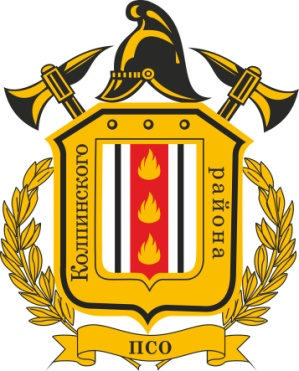 Колпинского
района
ПСО